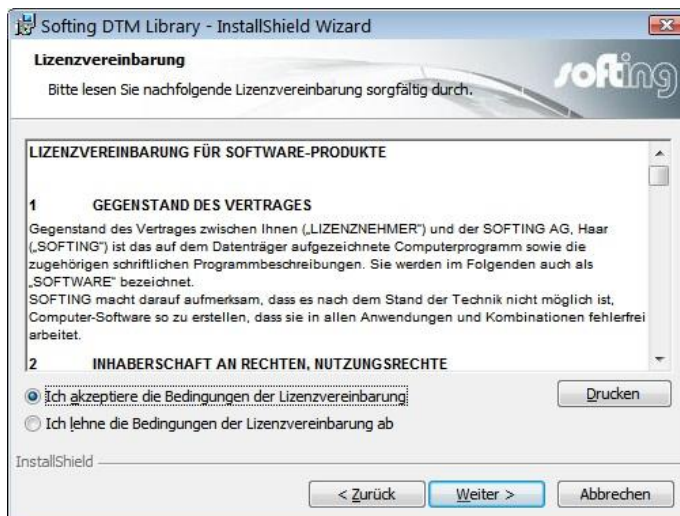 Softing DTM Library - InstallShield Wizard
Lizenzvereinbarung
Bitte lesen Sie nachfolgende Lizenzvereinbarung sorgfältig durch.
softing
LIZENZVEREINBARUNG FÜR SOFTWARE-PRODUKTE
1 GEGENSTAND DES VERTRAGES
Gegenstand des Vertrages zwischen Ihnen („LIZENZNEHMER") und der SOFTING AG, Haar
(„SOFTING") ist das auf dem Datenträger aufgezeichnete Computerprogramm sowie die
zugehörigen schriftlichen Programmbeschreibungen. Sie werden im Folgenden auch als
„SOFTWARE" bezeichnet.
SOFTING macht darauf aufmerksam, dass es nach dem Stand der Technik nicht möglich ist,
Computer-Software so zu erstellen, dass sie in allen Anwendungen und Kombinationen fehlerfrei
arbeitet.
2 INHABERSCHAFT AN RECHTEN, NUTZUNGSRECHTE
Ich akzeptiere die Bedingungen der Lizenzvereinbarung
Drucken
Ich lehne die Bedingungen der Lizenzvereinbarung ab
InstallShield
< Zurück
Weiter >
Abbrechen